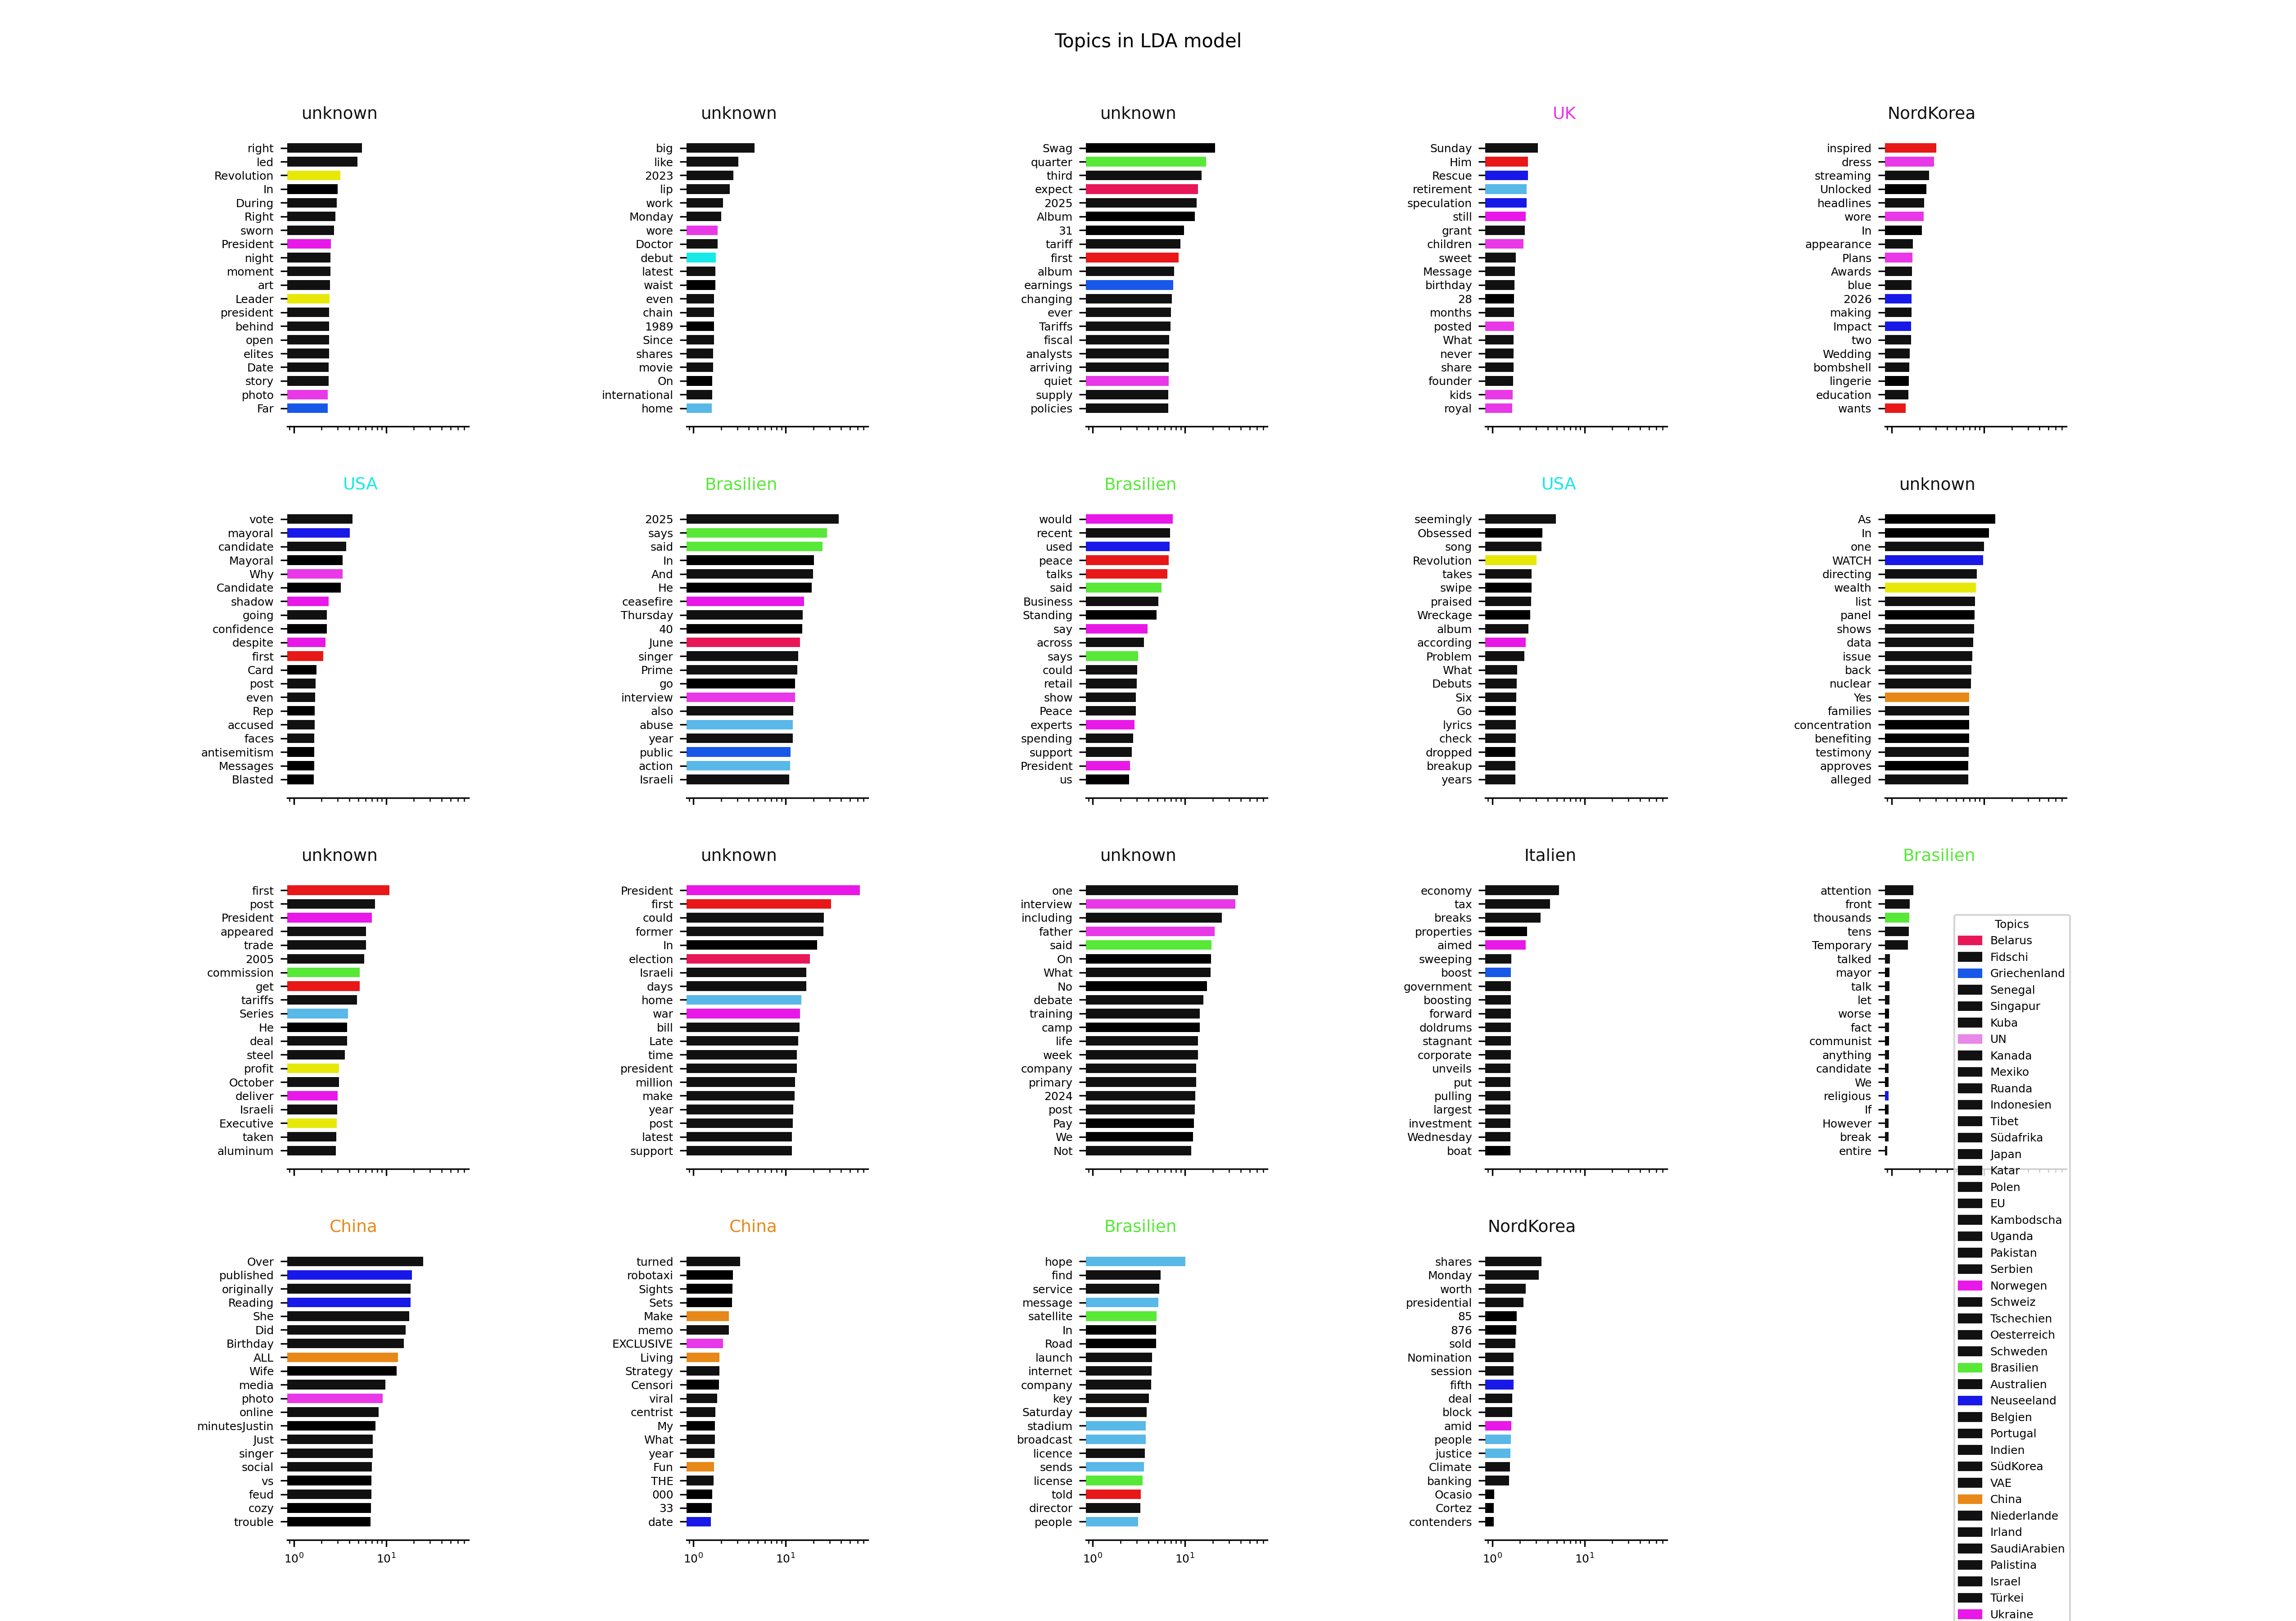 Topics in LDA model
unknown
right
led
Revolution
In
During
Right
sworn
President
night
moment
art
Leader
president
behind
open
elites
Date
story
photo
Far
unknown
big
like
2023
lip
work
Monday
wore
Doctor
debut
latest
waist
even
chain
1989
Since
shares
movie
On
international
home
unknown
Swag
quarter
third
expect
2025
Album
31
tariff
first
album
earnings
changing
ever
Tariffs
fiscal
analysts
arriving
quiet
supply
policies
UK
Sunday
Him
Rescue
retirement
speculation
still
grant
children
sweet
Message
birthday
28
months
posted
What
never
share
founder
kids
royal
NordKorea
inspired
dress
streaming
Unlocked
headlines
wore
In
appearance
Plans
Awards
blue
2026
making
Impact
two
Wedding
bombshell
lingerie
education
wants
USA
vote
mayoral
candidate
Mayoral
Why
Candidate
shadow
going
confidence
despite
first
Card
post
even
Rep
accused
faces
antisemitism
Messages
Blasted
Brasilien
2025
says
said
In
And
He
ceasefire
Thursday
40
June
singer
Prime
go
interview
also
abuse
year
public
action
Israeli
Brasilien
would
recent
used
peace
talks
said
Business
Standing
say
across
says
could
retail
show
Peace
experts
spending
support
President
us
USA
seemingly
Obsessed
song
Revolution
takes
swipe
praised
Wreckage
album
according
Problem
What
Debuts
Six
Go
lyrics
check
dropped
breakup
years
unknown
As
In
one
WATCH
directing
wealth
list
panel
shows
data
issue
back
nuclear
Yes
families
concentration
benefiting
testimony
approves
alleged
unknown
first
post
President
appeared
trade
2005
commission
get
tariffs
Series
He
deal
steel
profit
October
deliver
Israeli
Executive
taken
aluminum
unknown
President
first
could
former
In
election
Israeli
days
home
war
bill
Late
time
president
million
make
year
post
latest
support
unknown
one
interview
including
father
said
On
What
No
debate
training
camp
life
week
company
primary
2024
post
Pay
We
Not
Italien
economy
tax
breaks
properties
aimed
sweeping
boost
government
boosting
forward
doldrums
stagnant
corporate
unveils
put
pulling
largest
investment
Wednesday
boat
Brasilien
attention
front
thousands
tens
Temporary
talked
mayor
talk
let
worse
fact
communist
anything
candidate
We
religious
If
However
break
entire
China
Over
published
originally
Reading
She
Did
Birthday
ALL
Wife
media
photo
online
minutesJustin
Just
singer
social
vs
feud
cozy
trouble
10⁰ 10¹
China
turned
robotaxi
Sights
Sets
Make
memo
EXCLUSIVE
Living
Strategy
Censori
viral
centrist
My
What
year
Fun
THE
000
33
date
10⁰ 10¹
Brasilien
hope
find
service
message
satellite
In
Road
launch
internet
company
key
Saturday
stadium
broadcast
licence
sends
license
told
director
people
10⁰ 10¹
NordKorea
shares
Monday
worth
presidential
85
876
sold
Nomination
session
fifth
deal
block
amid
people
justice
Climate
banking
Ocasio
Cortez
contenders
10⁰ 10¹
Topics
Belarus
Fidschi
Griechenland
Senegal
Singapur
Kuba
UN
Kanada
Mexiko
Ruanda
Indonesien
Tibet
Südafrika
Japan
Katar
Polen
EU
Kambodscha
Uganda
Pakistan
Serbien
Norwegen
Schweiz
Tschechien
Oesterreich
Schweden
Brasilien
Australien
Neuseeland
Belgien
Portugal
Indien
SüdKorea
VAE
China
Niederlande
Irland
SaudiArabien
Palistina
Israel
Türkei
Ukraine